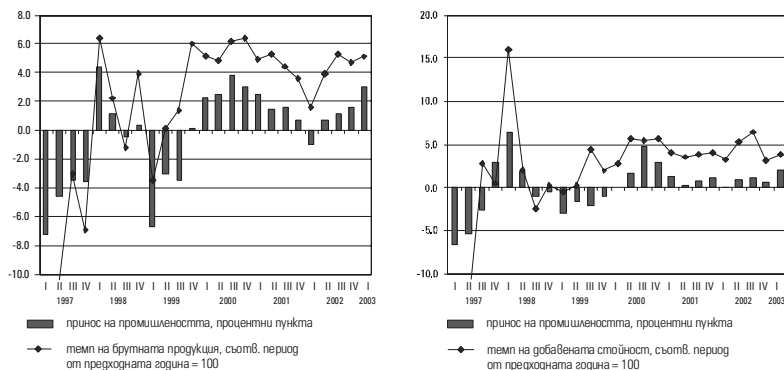 8.0
6.0
4.0
2.0
0.0
-2.0
-4.0
-6.0
-8.0
-10.0
I II III IV I II III IV I II III IV I II III IV I II III IV I II III IV I
1997 1998 1999 2000 2001 2002 2003
принос на промишлеността, процентни пункта
темп на брутната продукция, съотв. период
от предходната година = 100
20.0
15.0
10.0
5.0
0.0
-5.0
-10,0
I II III IV I II III IV I II III IV I II III IV I II III IV I II III IV I
1997 1998 1999 2000 2001 2002 2003
принос на промишлеността, процентни пункта
темп на добавената стойност, съотв. период
от предходната година = 100